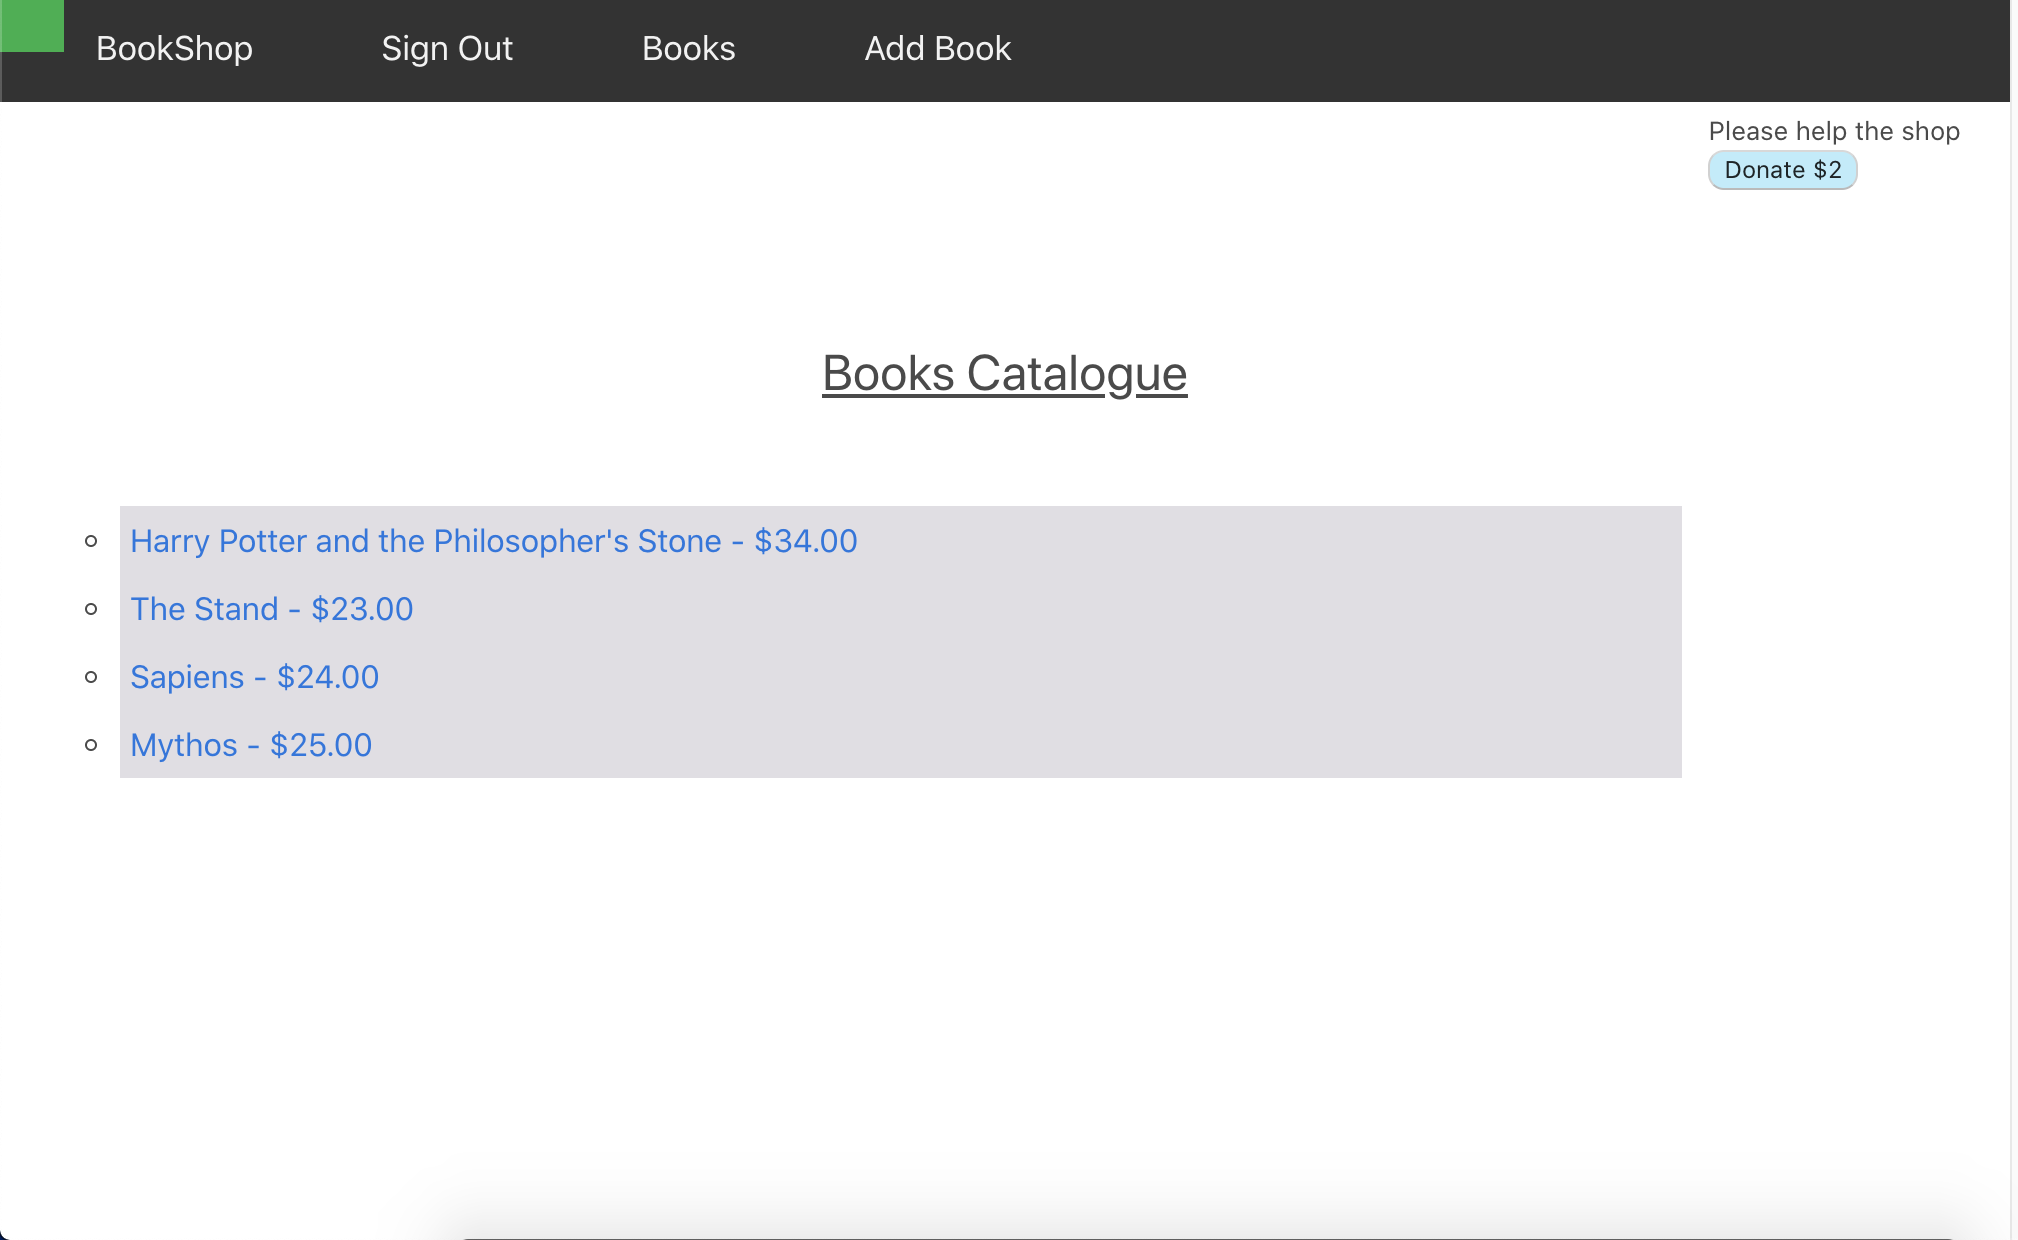 BookShop Sign Out Books Add Book
Please help the shop
Donate $2
Books Catalogue
Harry Potter and the Philosopher's Stone - $34.00
The Stand - $23.00
Sapiens - $24.00
Mythos - $25.00